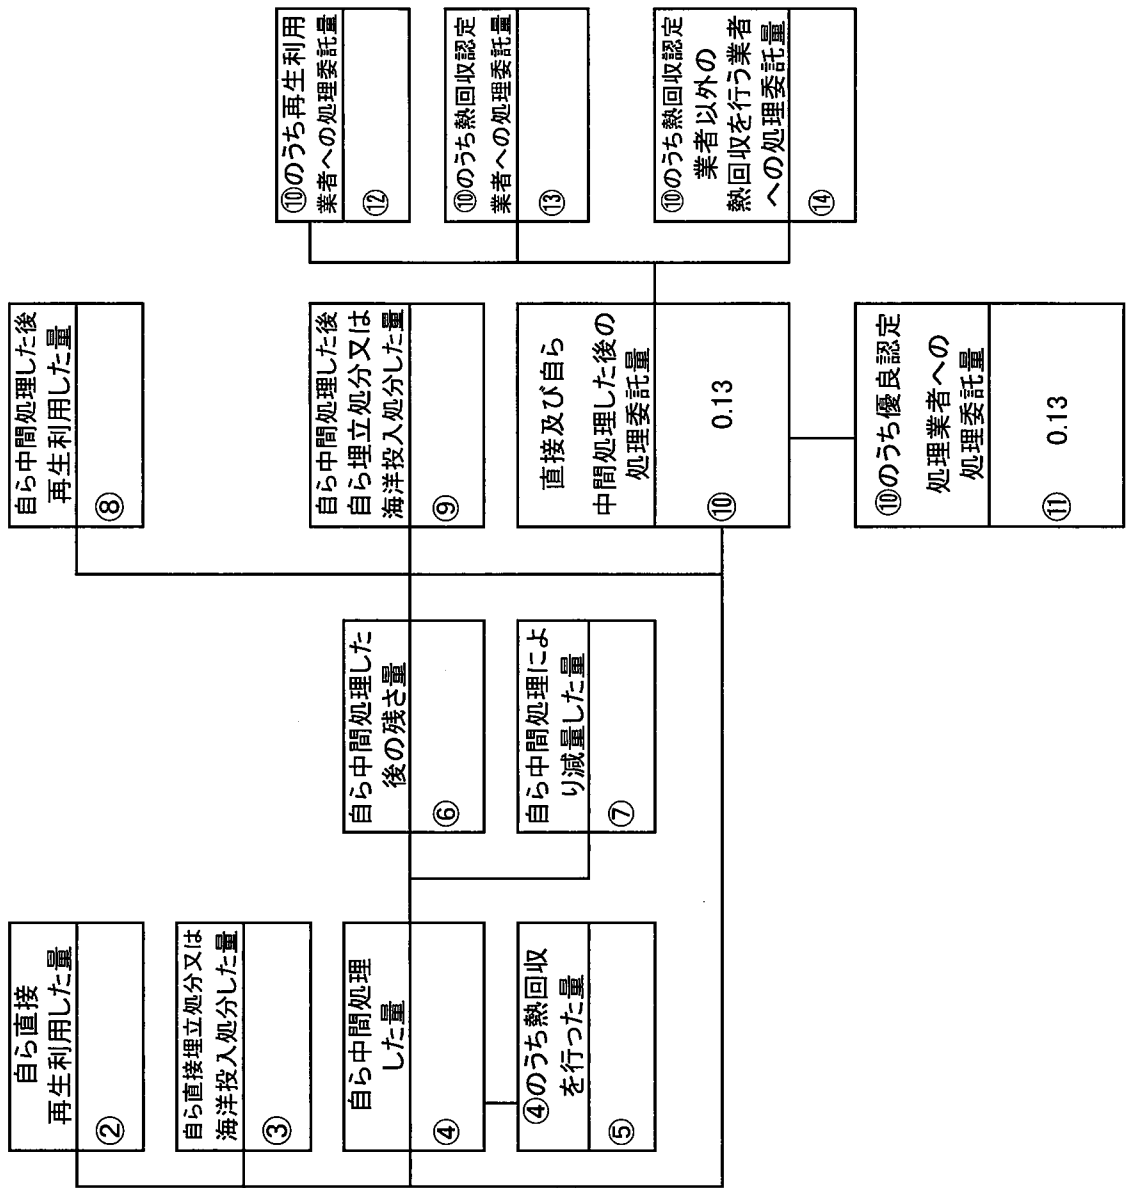 自ら直接
再生利用した量
②
自ら直接埋立処分又は
海洋投入処分した量
③
自ら中間処理
した量
④
④のうち熱回収
を行った量
⑤
自ら中間処理した
後の残さ量
⑥
自ら中間処理によ
り減量した量
⑦
自ら中間処理した後
再生利用した量
⑧
自ら中間処理した後
自ら埋立処分又は
海洋投入処分した量
⑨
直接及び自ら
中間処理した後の
処理委託量
⑩ 0.13
⑩のうち優良認定
処理業者への
処理委託量
⑪ 0.13
⑩のうち再生利用
業者への処理委託量
⑫
⑩のうち熱回収認定
業者への処理委託量
⑬
⑩のうち熱回収認定
業者以外の
熱回収を行う業者
への処理委託量
⑭